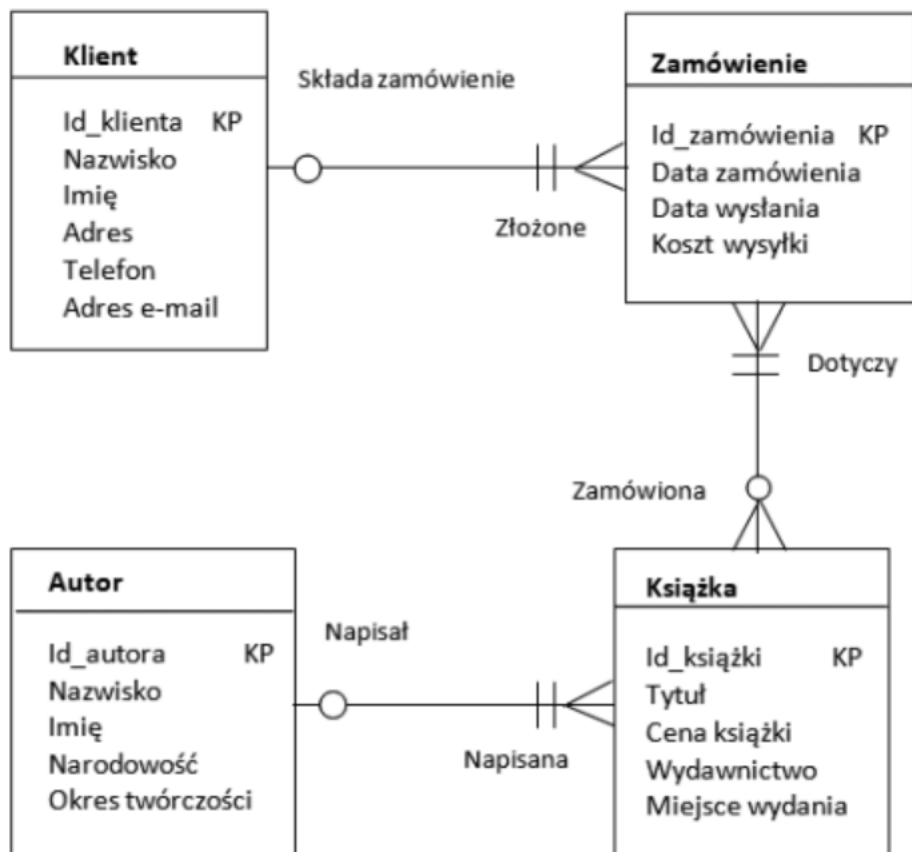 Klient
Id_klienta KP
Nazwisko
Imię
Adres
Telefon
Adres e-mail
Składa zamówienie
Złożone
Zamówienie
Id_zamówienia KP
Data zamówienia
Data wysłania
Koszt wysyłki
Dotyczy
Zamówiona
Autor
Id_autora KP
Nazwisko
Imię
Narodowość
Okres twórczości
Napisał
Napisana
Książka
Id_książki KP
Tytuł
Cena książki
Wydawnictwo
Miejsce wydania